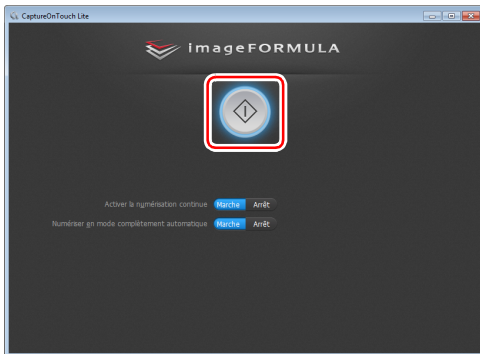 CaptureOnTouch Lite
imageFORMULA
Activer la numérisation continue Marche Arrêt
Numériser en mode complètement automatique Marche Arrêt